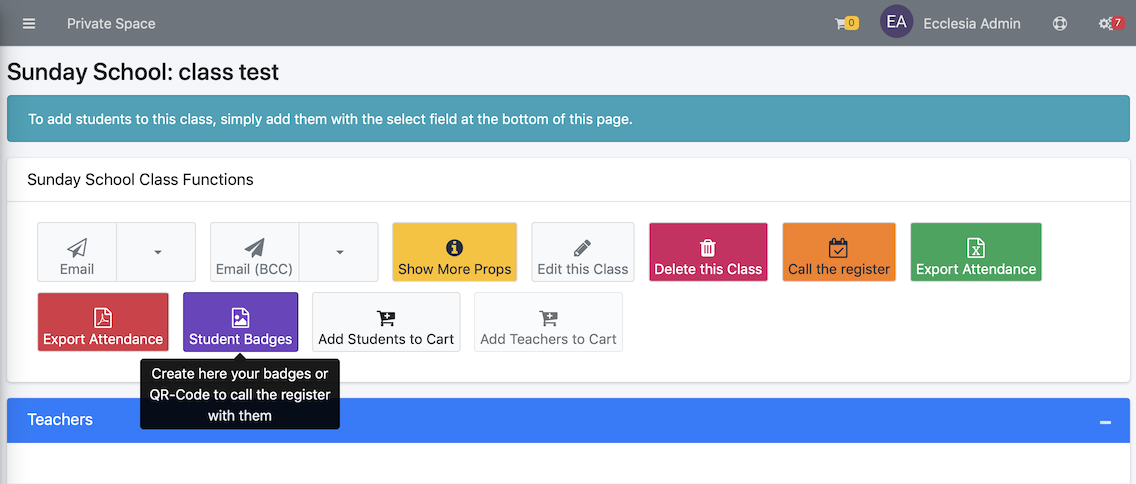 Private Space
0
EA
Ecclesia Admin
7
Sunday School: class test
To add students to this class, simply add them with the select field at the bottom of this page.
Sunday School Class Functions
Email
Email (BCC)
Show More Props
Edit this Class
Delete this Class
Call the register
Export Attendance
Export Attendance
Student Badges
Add Students to Cart
Add Teachers to Cart
Create here your badges or
QR-Code to call the register
with them
Teachers